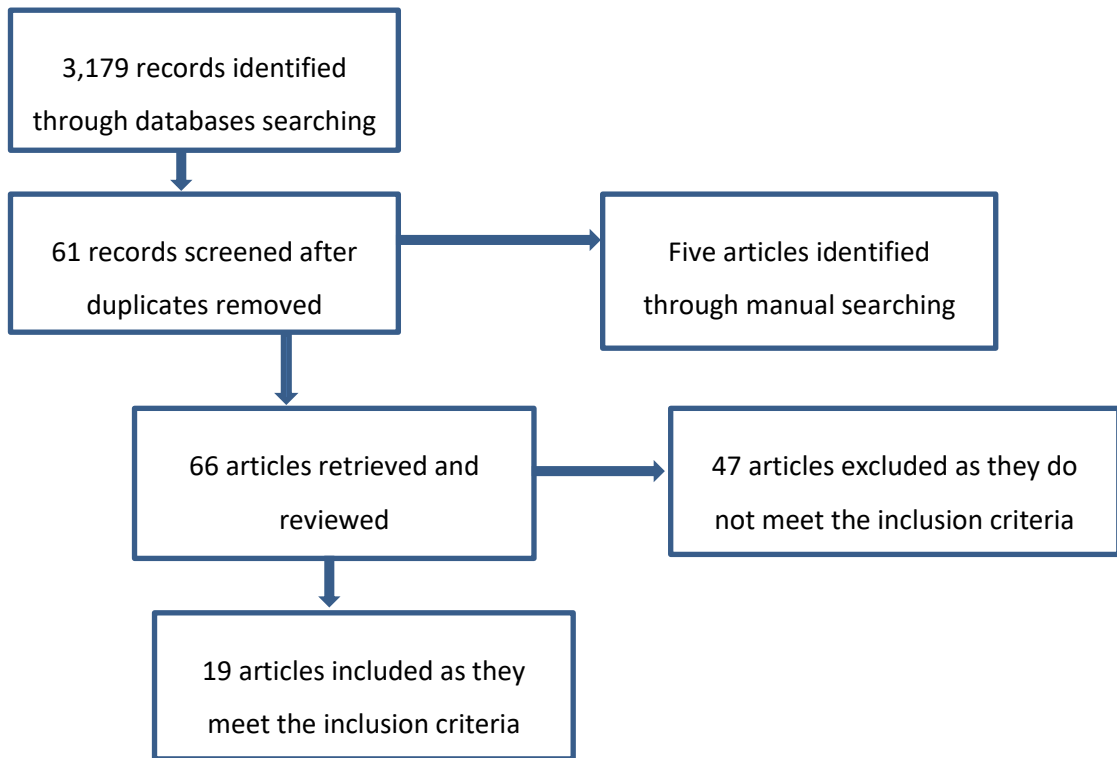 3,179 records identified
through databases searching
61 records screened after
duplicates removed
Five articles identified
through manual searching
66 articles retrieved and
reviewed
47 articles excluded as they do
not meet the inclusion criteria
19 articles included as they
meet the inclusion criteria